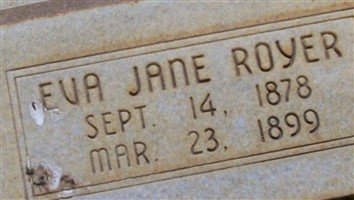 EVA JANE ROYER
SEPT. 14, 1878
MAR. 23, 1899